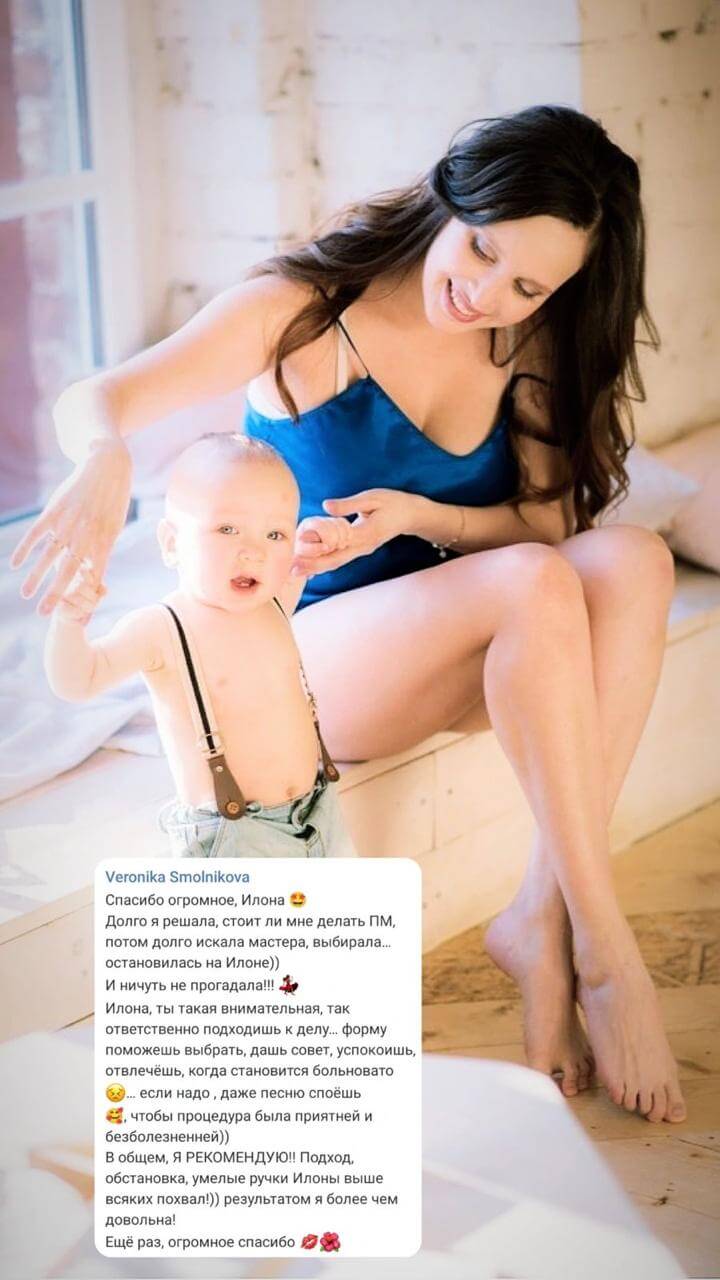 Veronika Smolnikova
Спасибо огромное, Илона 🤩
Долго я решала, стоит ли мне делать ПМ,
потом долго искала мастера, выбирала…
остановилась на Илоне))
И ничуть не прогадала!!! 💃
Илона, ты такая внимательная, так
ответственно подходишь к делу… форму
поможешь выбрать, дашь совет, успокоишь,
отвлечёшь, когда становится больновато
😣… если надо , даже песню споёшь
🥰, чтобы процедура была приятней и
безболезненней))
В общем, Я РЕКОМЕНДУЮ!! Подход,
обстановка, умелые ручки Илоны выше
всяких похвал!)) результатом я более чем
довольна!
Ещё раз, огромное спасибо 💋🌺